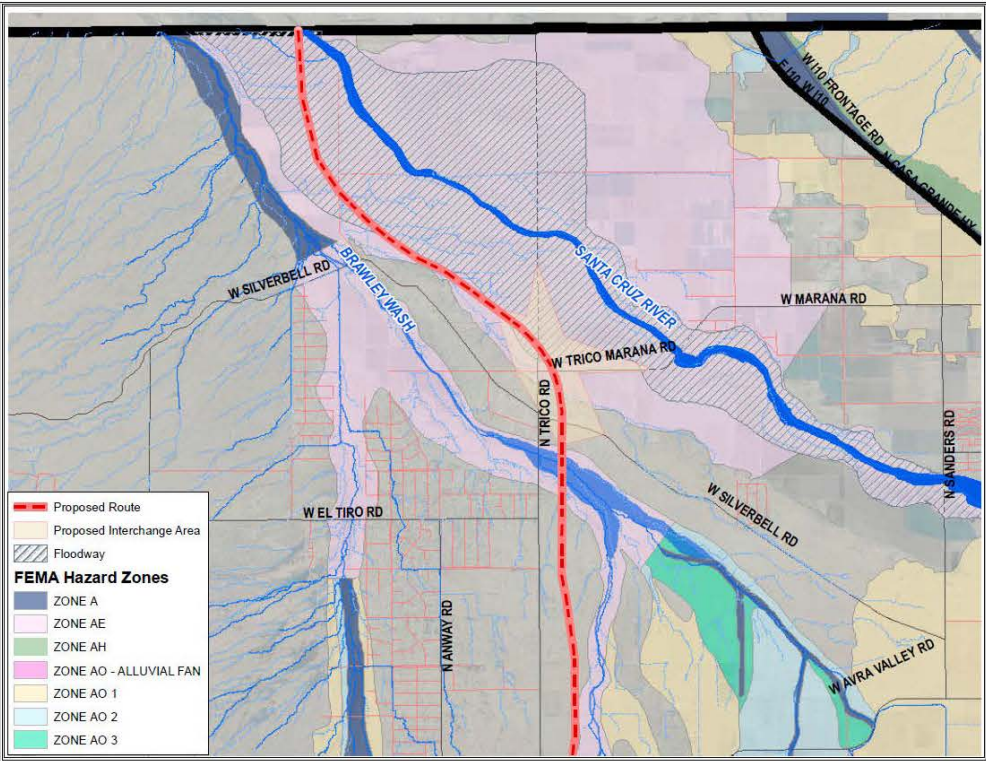 W I10 FRONTAGE RD
E I10
W I10
N CASA GRANDE HY
W SILVERBELL RD
BRAWLEY WASH
SANTA CRUZ RIVER
W MARANA RD
W TRICO MARANA RD
N TRICO RD
N SANDERS RD
W SILVERBELL RD
W EL TIRO RD
N ANWAY RD
W AVRA VALLEY RD
Proposed Route
Proposed Interchange Area
Floodway
FEMA Hazard Zones
ZONE A
ZONE AE
ZONE AH
ZONE AO - ALLUVIAL FAN
ZONE AO 1
ZONE AO 2
ZONE AO 3